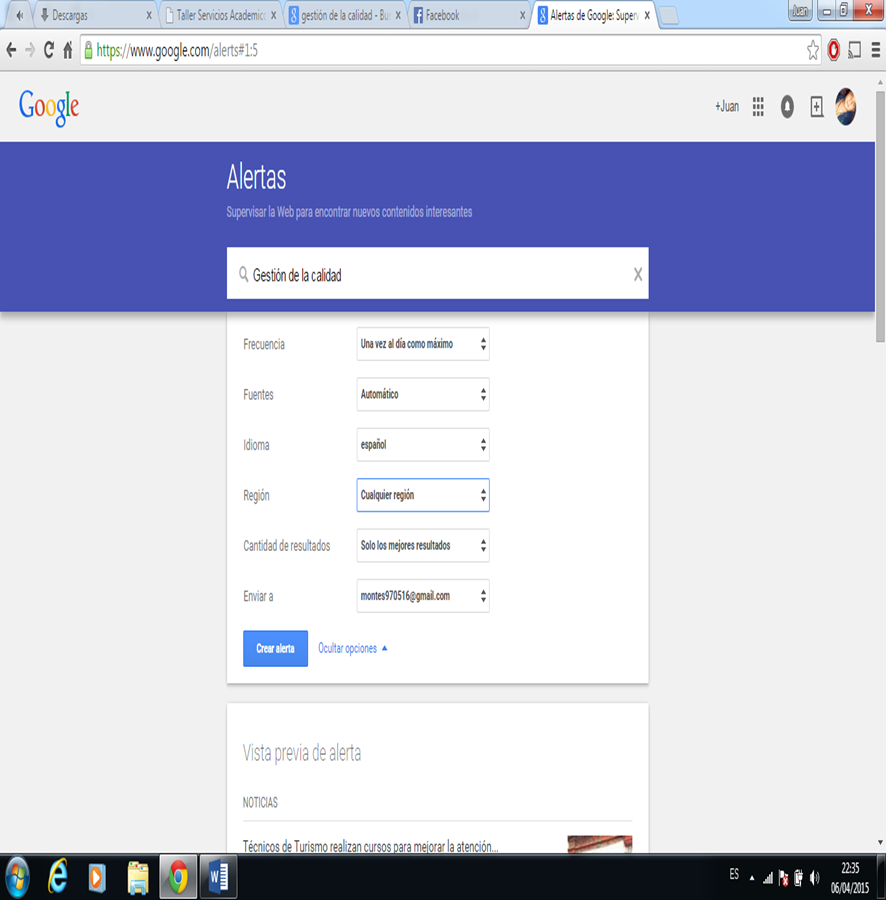 Descargas
Taller Servicios Academic
gestión de la calidad - Bu
Facebook
Alertas de Google: Superv
Juan
https://www.google.com/alerts#1:5
Google
+Juan
Alertas
Supervisar la Web para encontrar nuevos contenidos interesantes
Gestión de la calidad
Frecuencia Una vez al día como máximo
Fuentes Automático
Idioma español
Región Cualquier región
Cantidad de resultados Solo los mejores resultados
Enviar a montes970516@gmail.com
Crear alerta Ocultar opciones
Vista previa de alerta
NOTICIAS
Técnicos de Turismo realizan cursos para mejorar la atención...
ES
22:35
06/04/2015